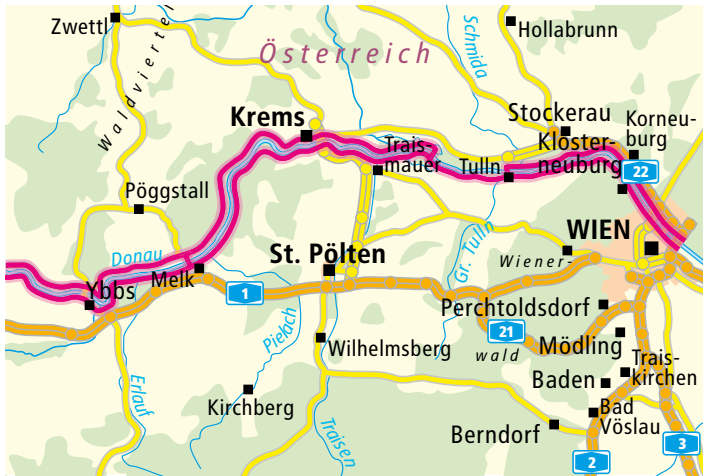 Zwettl
Hollabrunn
Schmida
Österreich
Waldviertel
Krems
Stockerau
Korneu-
burg
Kloster-
neuburg
22
Trais-
mauer
Tulln
Pöggstall
WIEN
Donau
Gr. Tulln
Wiener-
St. Pölten
Melk
Ybbs
1
Perchtoldsdorf
21
Mödling
wald
Pielach
Wilhelmsberg
Trais-
kirchen
Baden
Erlauf
Kirchberg
Traisen
Bad
Vöslau
Berndorf
2
3